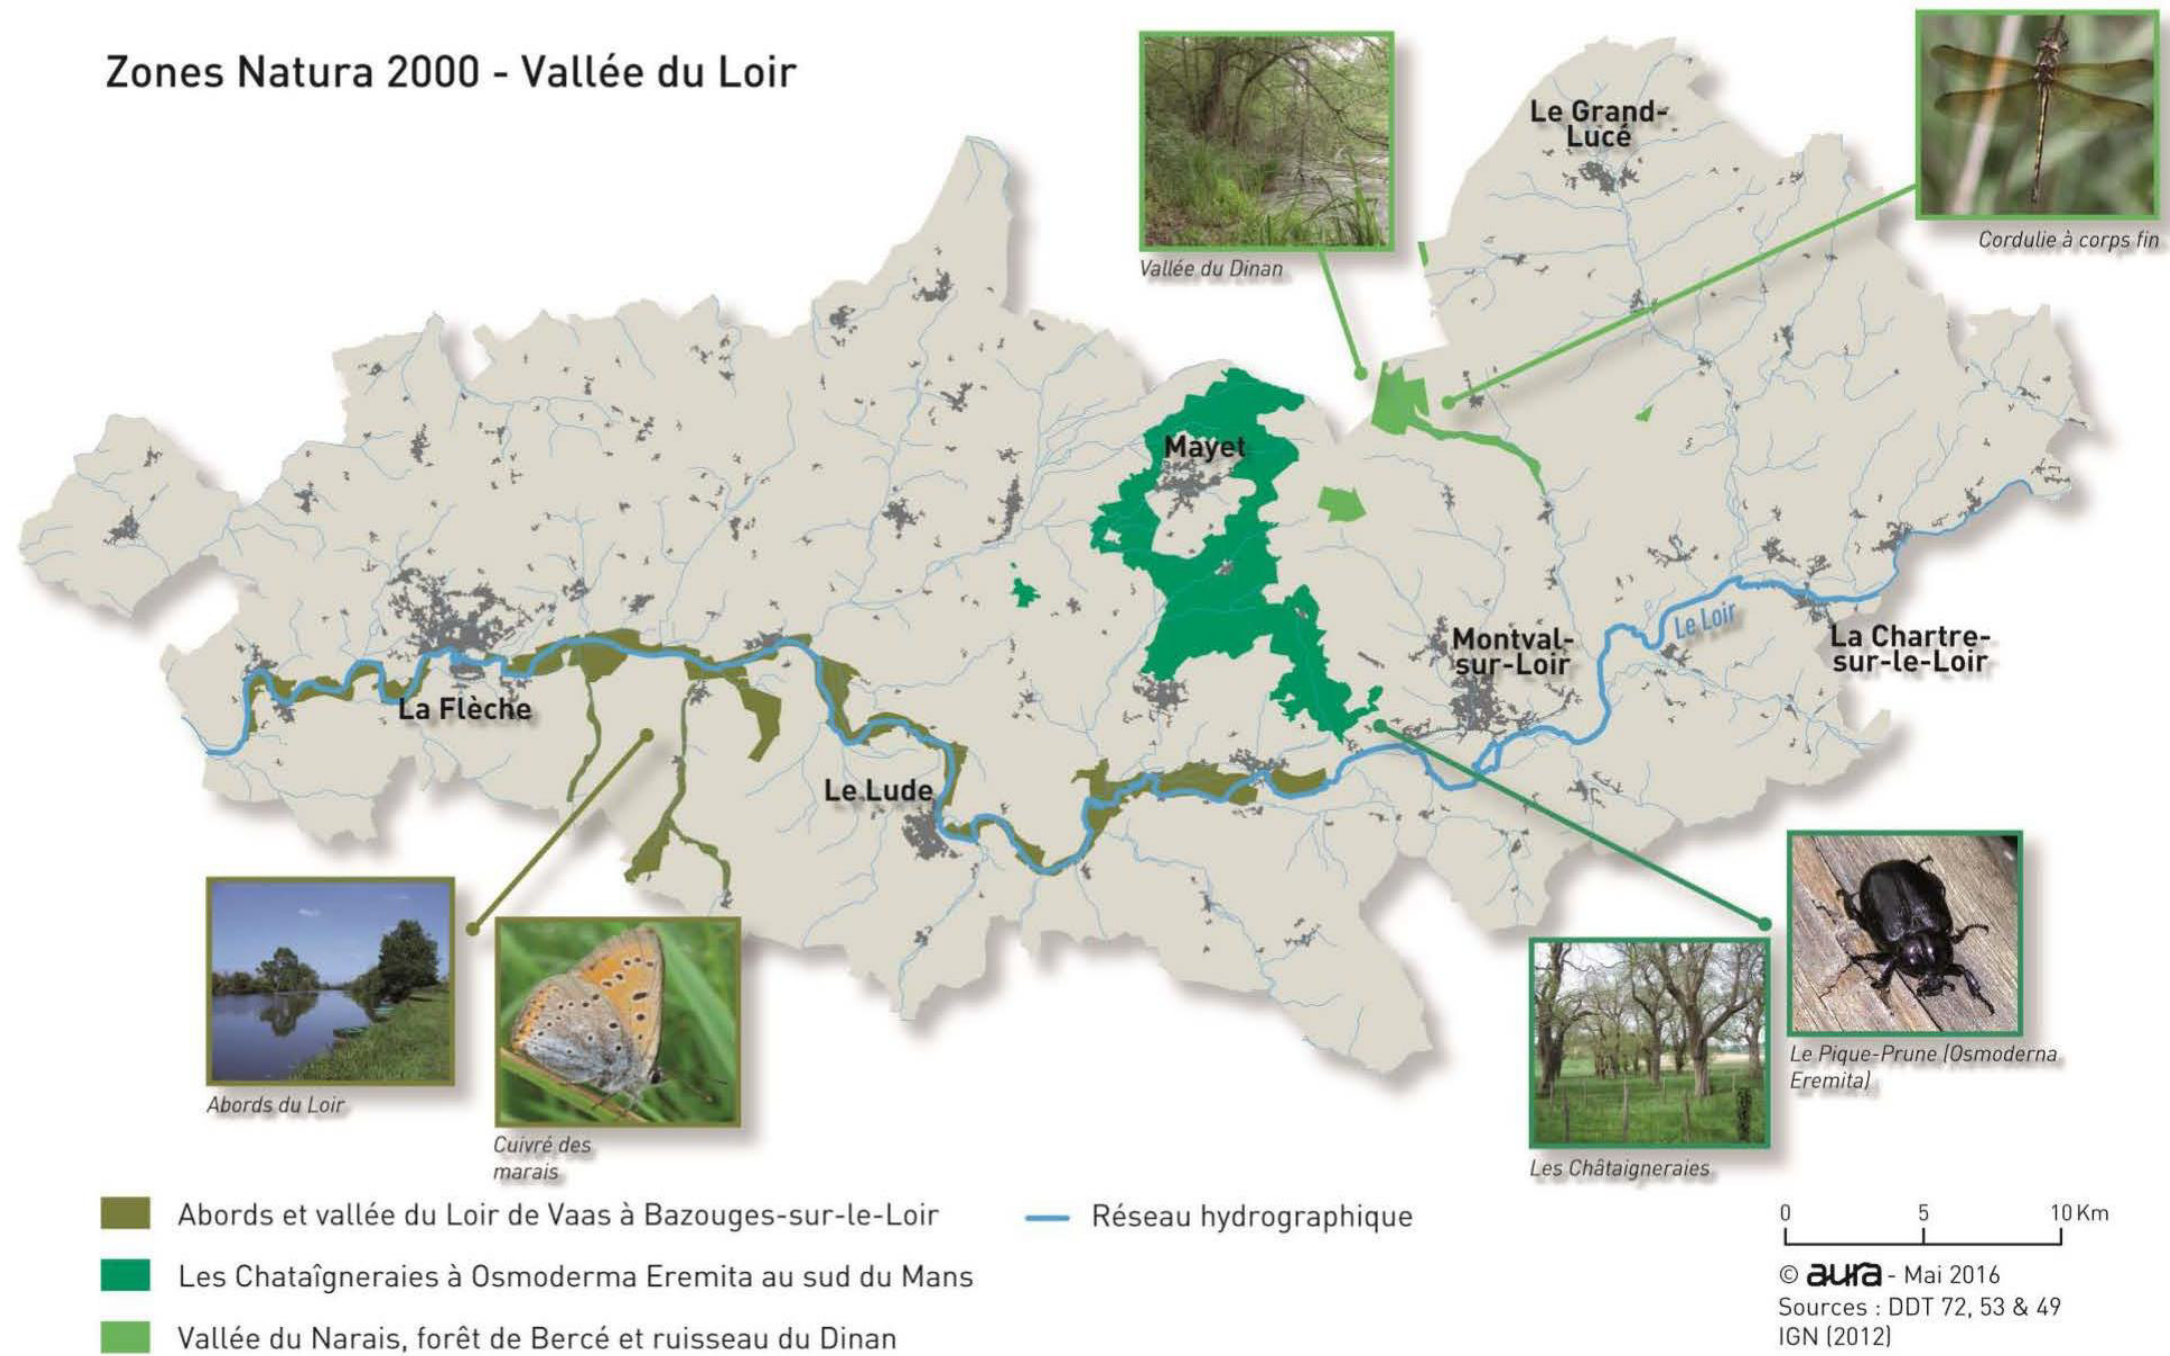 Zones Natura 2000 - Vallée du Loir
Le Grand-
Lucé
Cordulie à corps fin
Vallée du Dinan
Mayet
Le Loir
Montval-
sur-Loir
La Chartre-
sur-le-Loir
La Flèche
Le Lude
Abords du Loir
Cuivré des
marais
Le Pique-Prune (Osmoderna
Eremita)
Les Châtaigneraies
Abords et vallée du Loir de Vaas à Bazouges-sur-le-Loir
Réseau hydrographique
Les Chataîgneraies à Osmoderma Eremita au sud du Mans
Vallée du Narais, forêt de Bercé et ruisseau du Dinan
0 5 10 Km
© aura - Mai 2016
Sources : DDT 72, 53 & 49
IGN (2012)